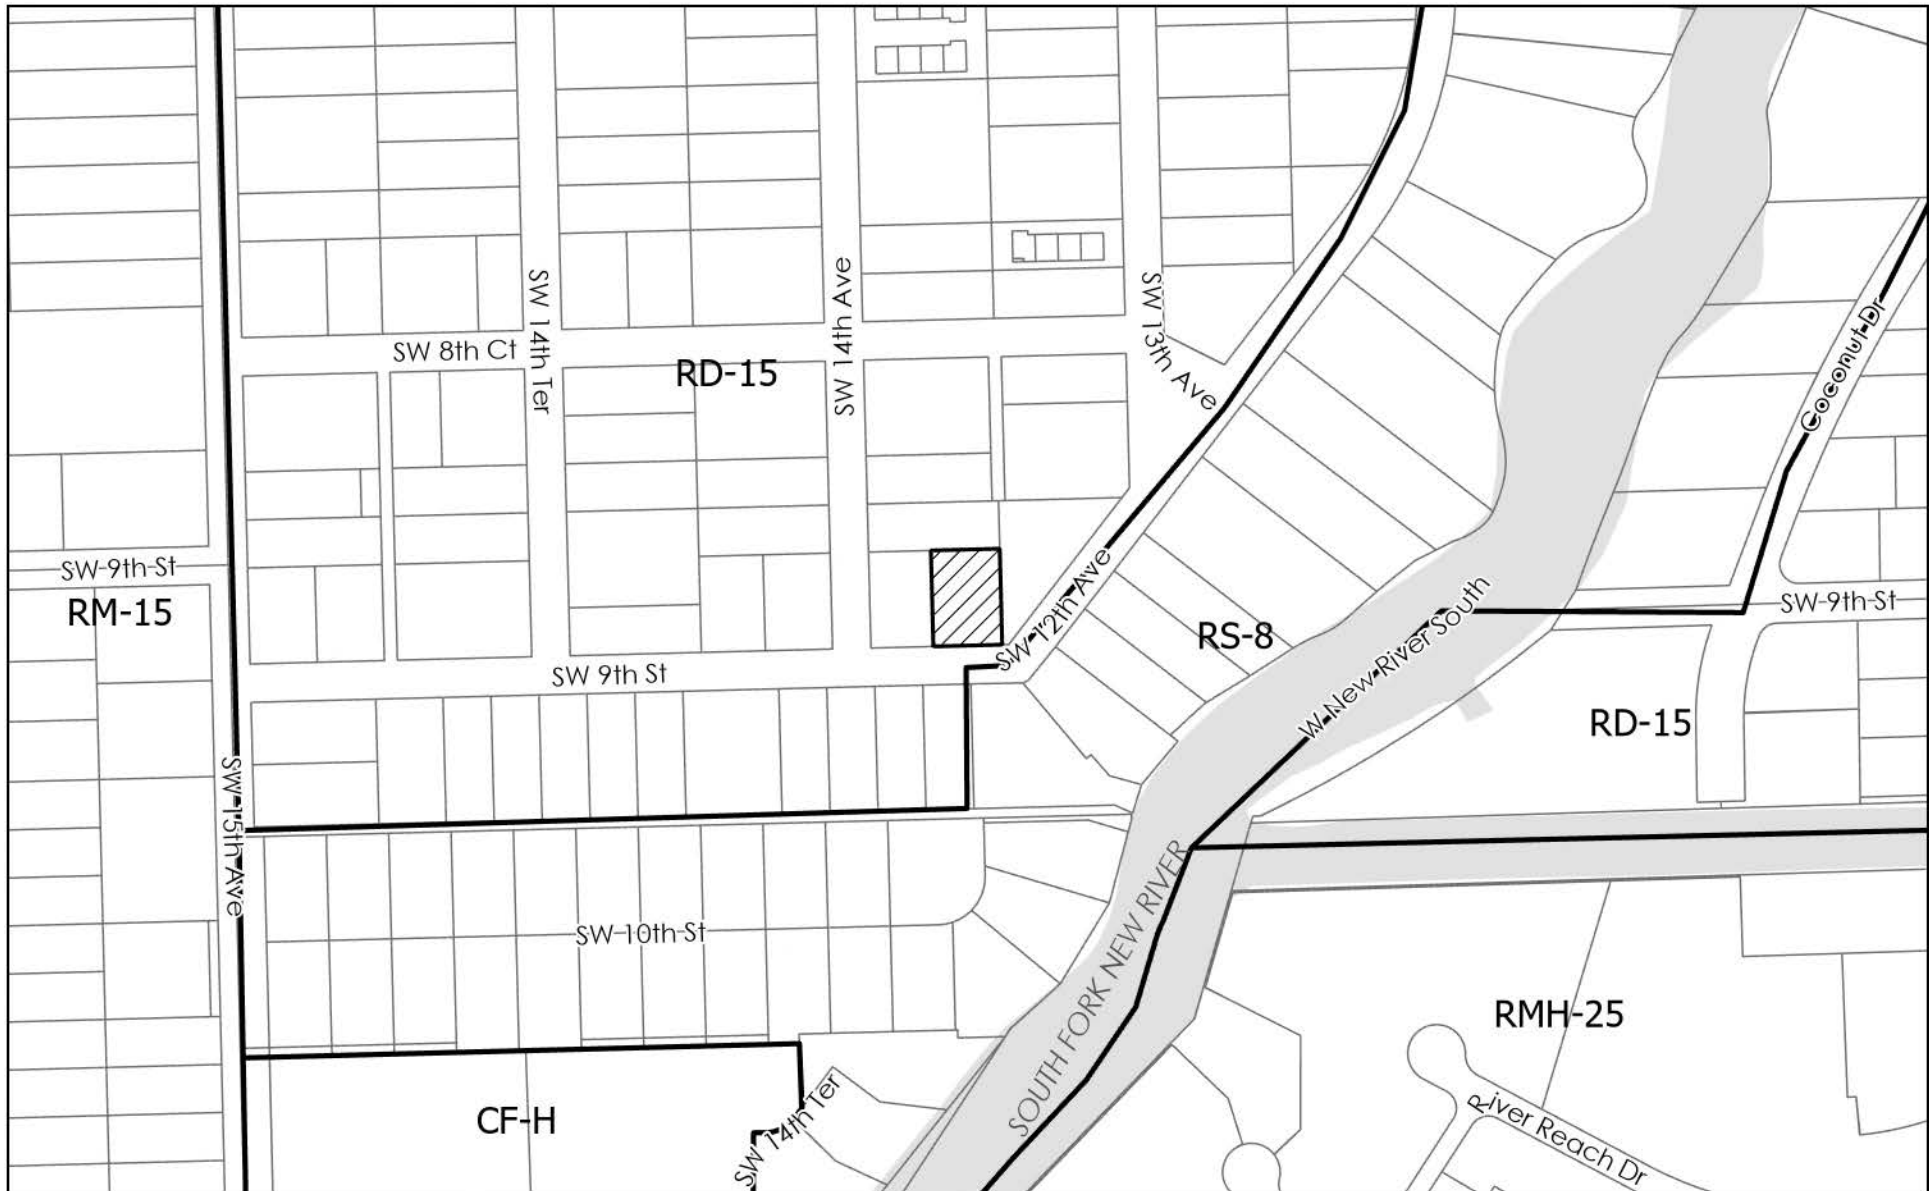 SW 14th Ter
SW 14th Ave
SW 13th Ave
SW 8th Ct
RD-15
Coconut Dr
SW 9th St
RM-15
SW 12th Ave
RS-8
W New River South
SW 9th St
SW 9th St
RD-15
SW 15th Ave
SOUTH FORK NEW RIVER
SW 10th St
RMH-25
CF-H
SW 14th Ter
River Reach Dr